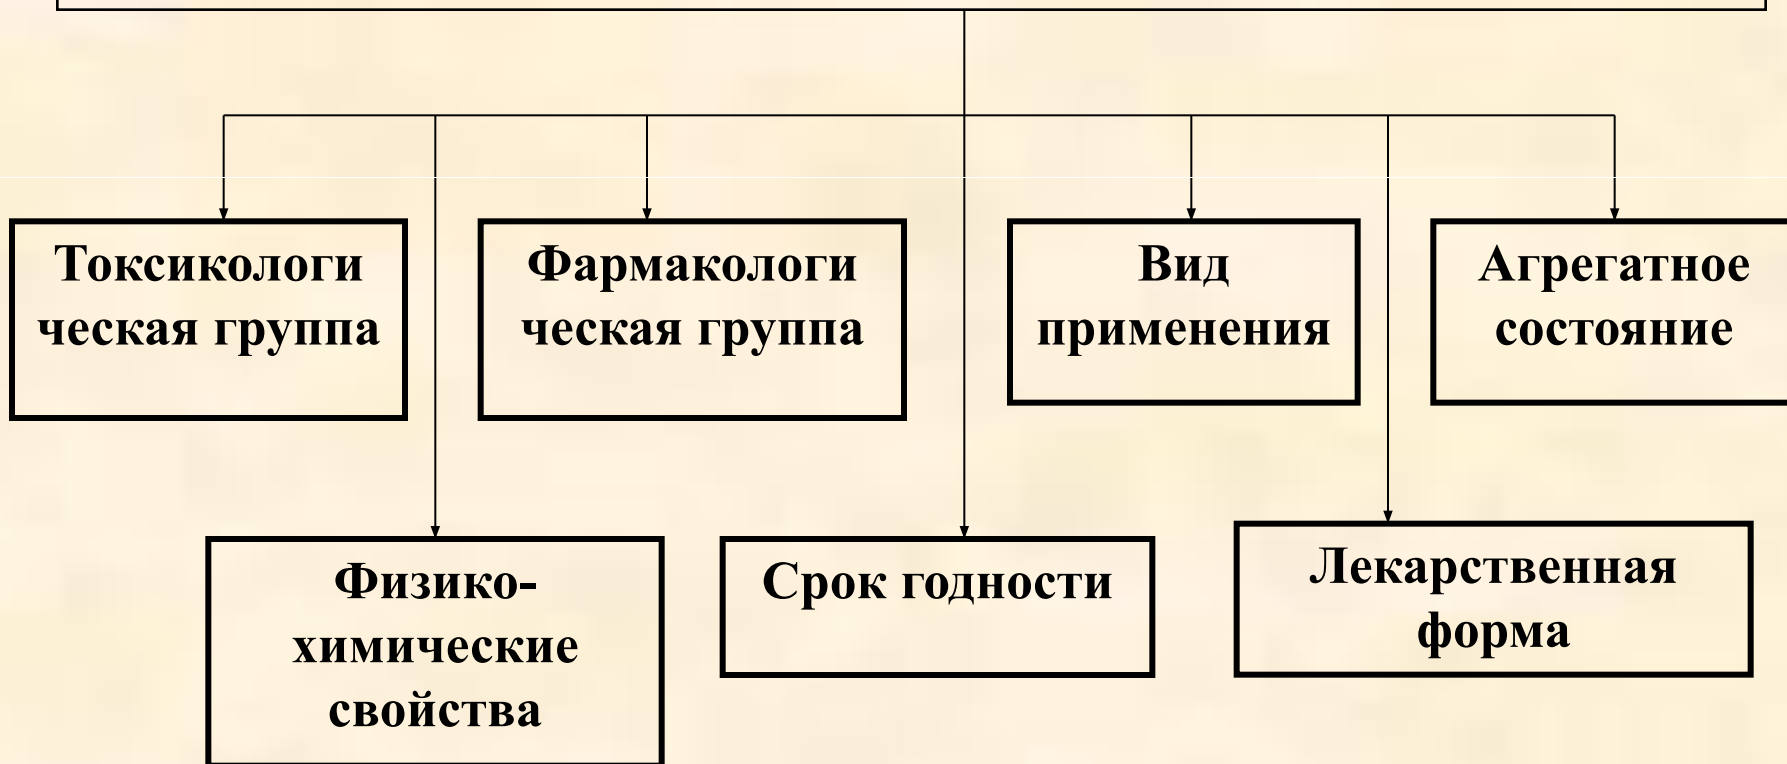 Токсикологи
ческая группа
Фармакологи
ческая группа
Вид
применения
Агрегатное
состояние
Физико-
химические
свойства
Срок годности
Лекарственная
форма